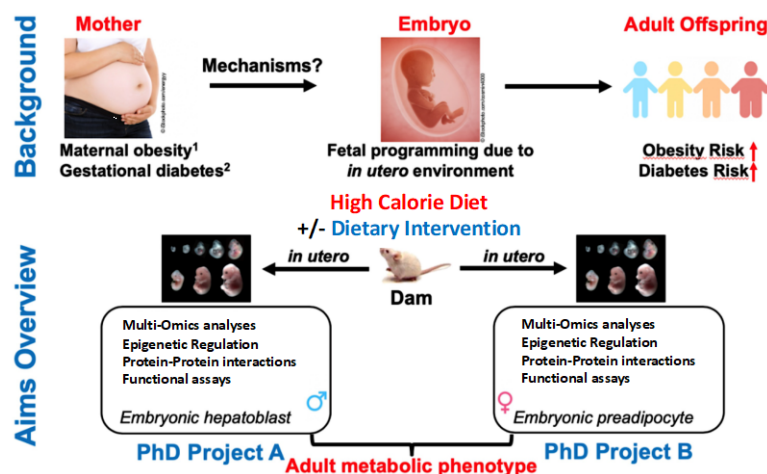 Background
Mother
Embryo
Adult Offspring
Mechanisms?
Maternal obesity1
Gestational diabetes2
Fetal programming due to
in utero environment
Obesity Risk
Diabetes Risk
High Calorie Diet
+/- Dietary Intervention
Aims Overview
in utero
in utero
Dam
Multi-Omics analyses
Epigenetic Regulation
Protein-Protein interactions
Functional assays
Embryonic hepatoblast
PhD Project A
Multi-Omics analyses
Epigenetic Regulation
Protein-Protein interactions
Functional assays
Embryonic preadipocyte
PhD Project B
Adult metabolic phenotype